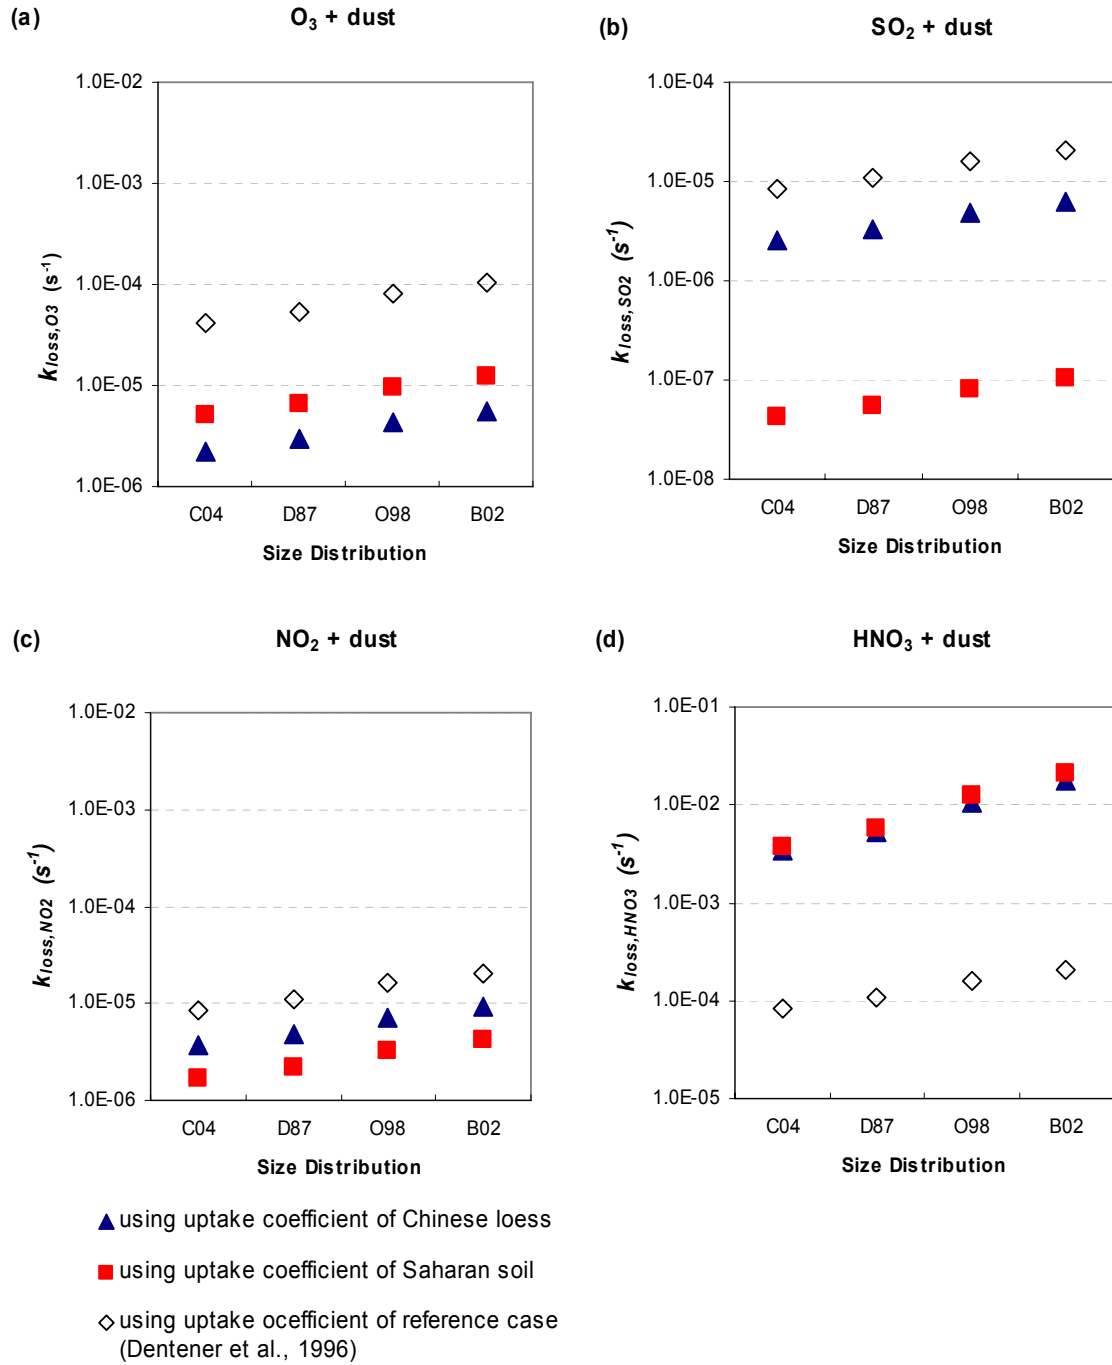 (a)
O3 + dust
1.0E-02
1.0E-03
1.0E-04
1.0E-05
1.0E-06
kloss,O3 (s-1)
C04 D87 O98 B02
Size Distribution
(b)
SO2 + dust
1.0E-04
1.0E-05
1.0E-06
1.0E-07
1.0E-08
kloss,SO2 (s-1)
C04 D87 O98 B02
Size Distribution
(c)
NO2 + dust
1.0E-02
1.0E-03
1.0E-04
1.0E-05
1.0E-06
kloss,NO2 (s-1)
C04 D87 O98 B02
Size Distribution
(d)
HNO3 + dust
1.0E-01
1.0E-02
1.0E-03
1.0E-04
1.0E-05
kloss,HNO3 (s-1)
C04 D87 O98 B02
Size Distribution
using uptake coefficient of Chinese loess
using uptake coefficient of Saharan soil
using uptake ocefficient of reference case
(Dentener et al., 1996)